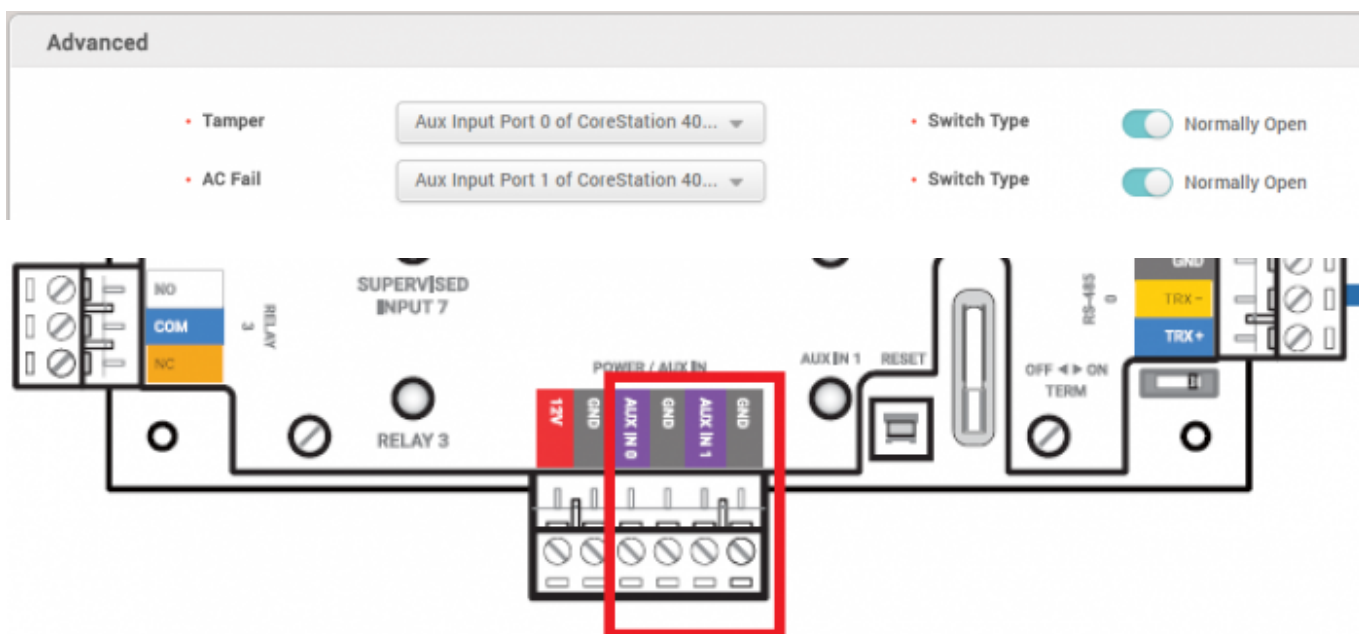 Advanced
• Tamper
Aux Input Port 0 of CoreStation 40...
• Switch Type
Normally Open
• AC Fail
Aux Input Port 1 of CoreStation 40...
• Switch Type
Normally Open
NO
COM
NC
RELAY
3
SUPERVISED
INPUT 7
RELAY 3
POWER / AUX IN
12V
GND
AUX IN 0
GND
AUX IN 1
GND
AUX IN 1
RESET
OFF ◄► ON
TERM
RS-485
0
GND
TRX -
TRX +